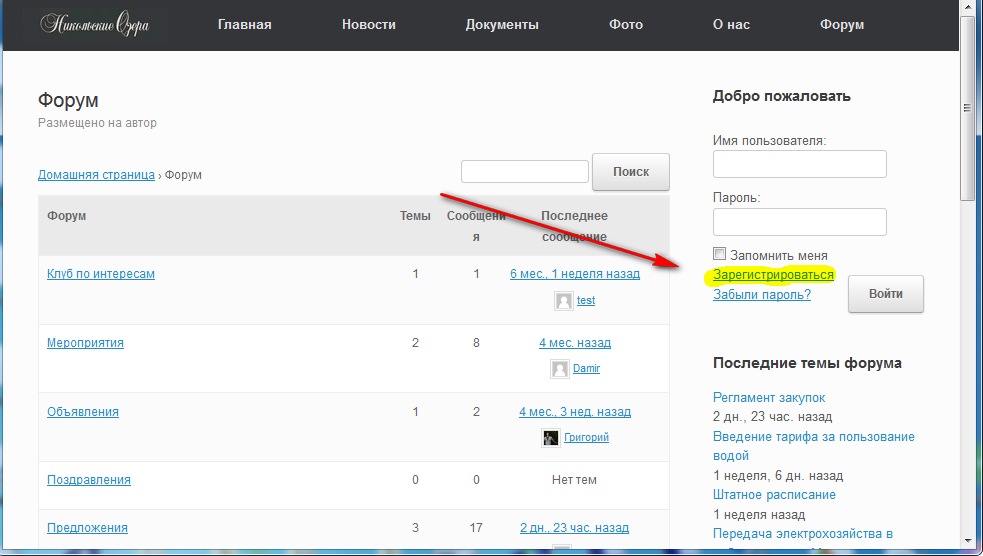 Никольские Озера
Главная
Новости
Документы
Фото
О нас
Форум
Форум
Размещено на автор
Домашняя страница › Форум
Поиск
Форум
Темы
Сообщени
я
Последнее
сообщение
Клуб по интересам
1
1
6 мес., 1 неделя назад
test
Мероприятия
2
8
4 мес. назад
Damir
Объявления
1
2
4 мес., 3 нед. назад
Григорий
Поздравления
0
0
Нет тем
Предложения
3
17
2 дн., 23 час. назад
Добро пожаловать
Имя пользователя:
Пароль:
Запомнить меня
Зарегистрироваться
Забыли пароль?
Войти
Последние темы форума
Регламент закупок
2 дн., 23 час. назад
Введение тарифа за пользование
водой
1 неделя, 6 дн. назад
Штатное расписание
1 неделя назад
Передача электрохозяйства в